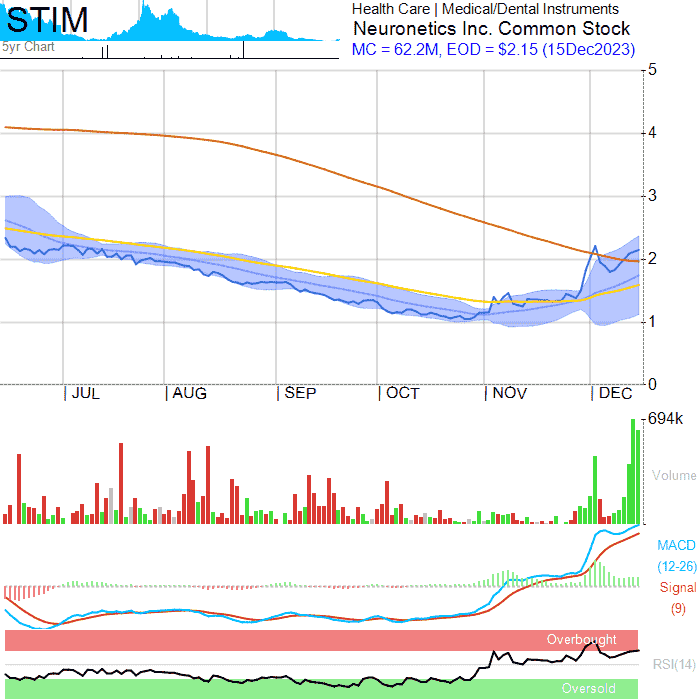 STIM
5yr Chart
Health Care | Medical/Dental Instruments
Neuronetics Inc. Common Stock
MC = 62.2M, EOD = $2.15 (15Dec2023)
5
4
3
2
1
0
JUL AUG SEP OCT NOV DEC
694k
Volume
MACD
(12-26)
Signal
(9)
Overbought
RSI(14)
Oversold